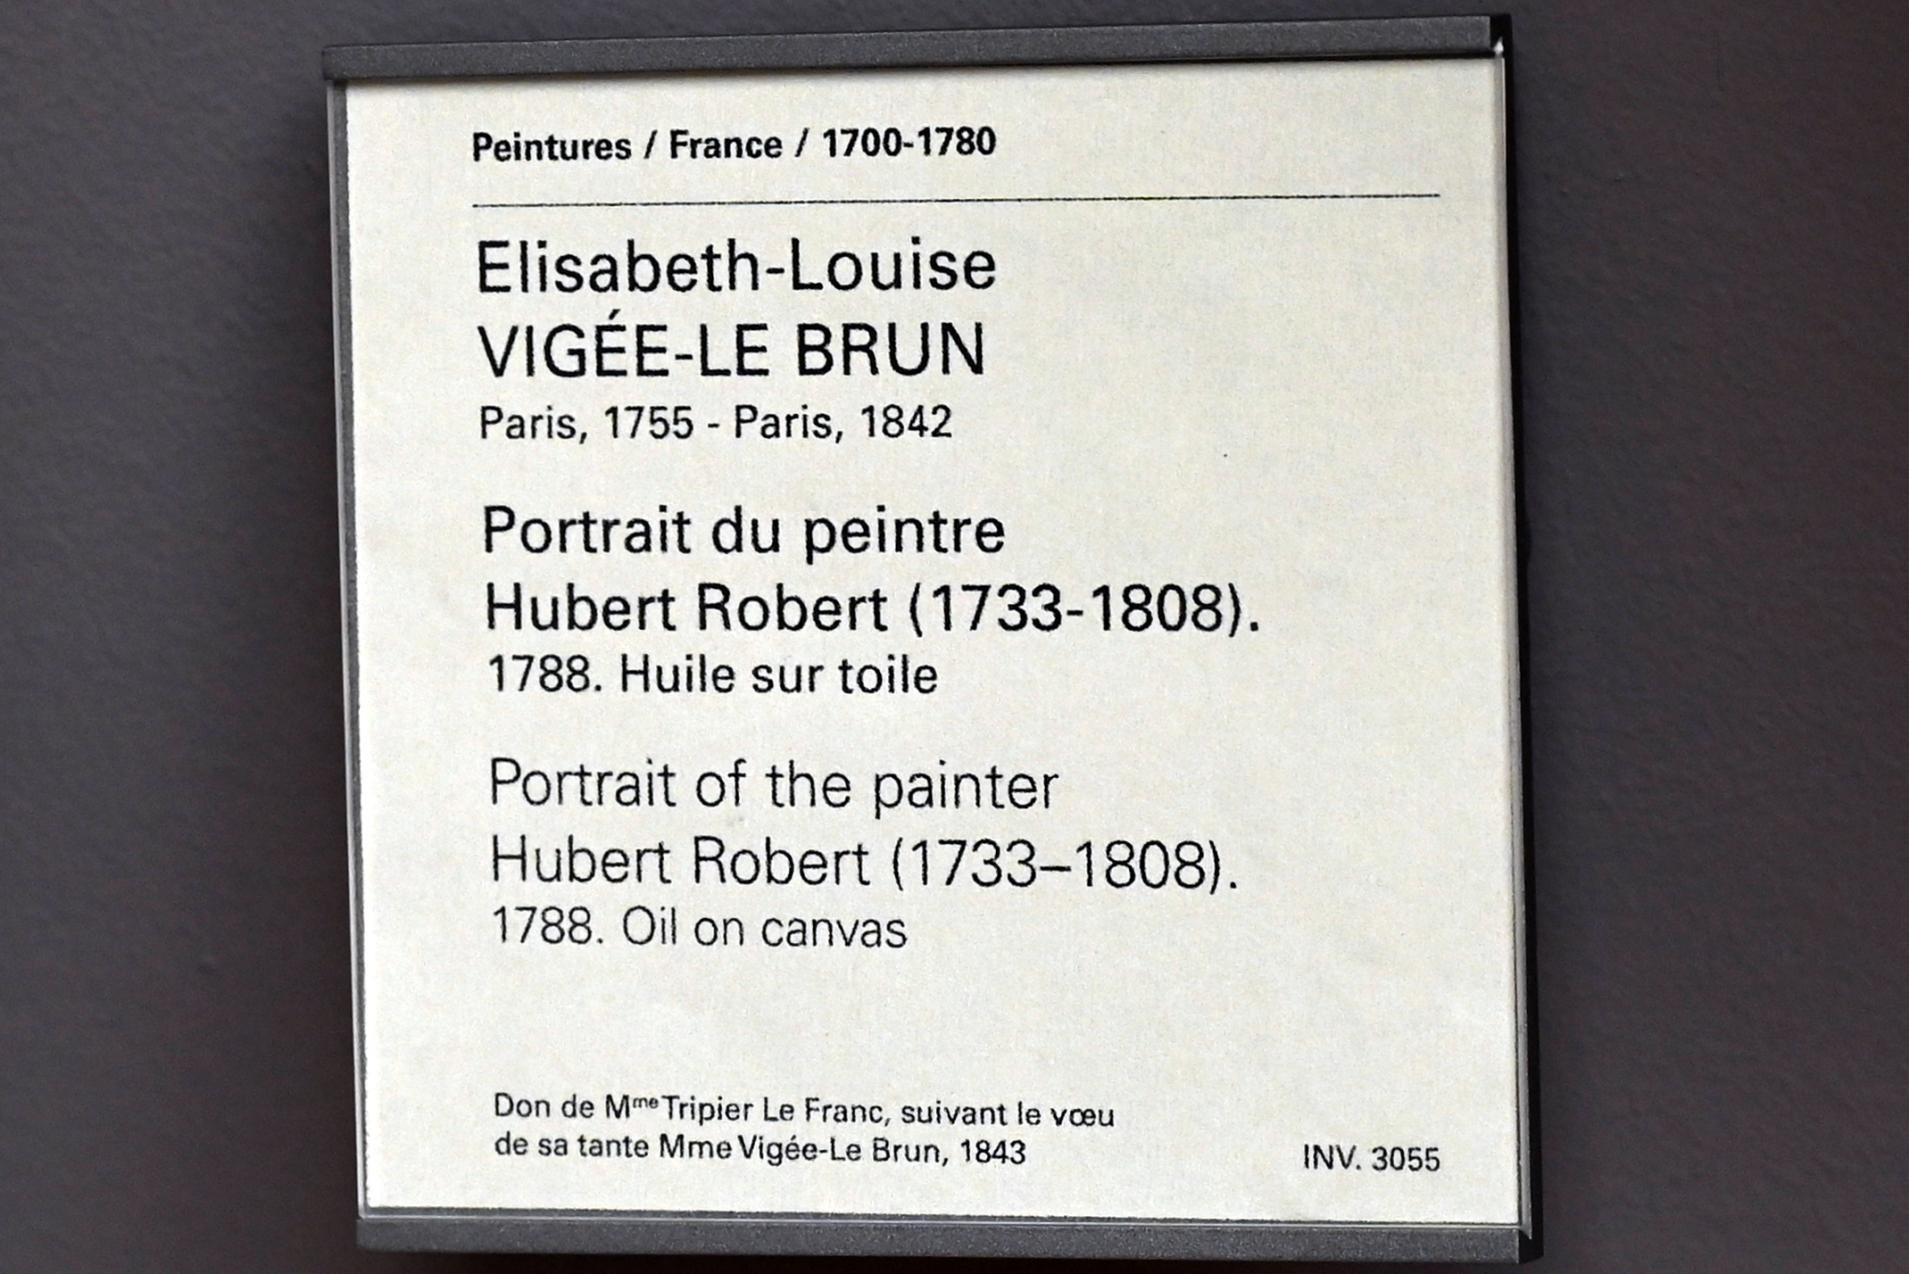 Peintures / France / 1700-1780
Elisabeth-Louise
VIGÉE-LE BRUN
Paris, 1755 - Paris, 1842
Portrait du peintre
Hubert Robert (1733-1808).
1788. Huile sur toile
Portrait of the painter
Hubert Robert (1733–1808).
1788. Oil on canvas
Don de Mᵐᵉ Tripier Le Franc, suivant le vœu
de sa tante Mme Vigée-Le Brun, 1843
INV. 3055